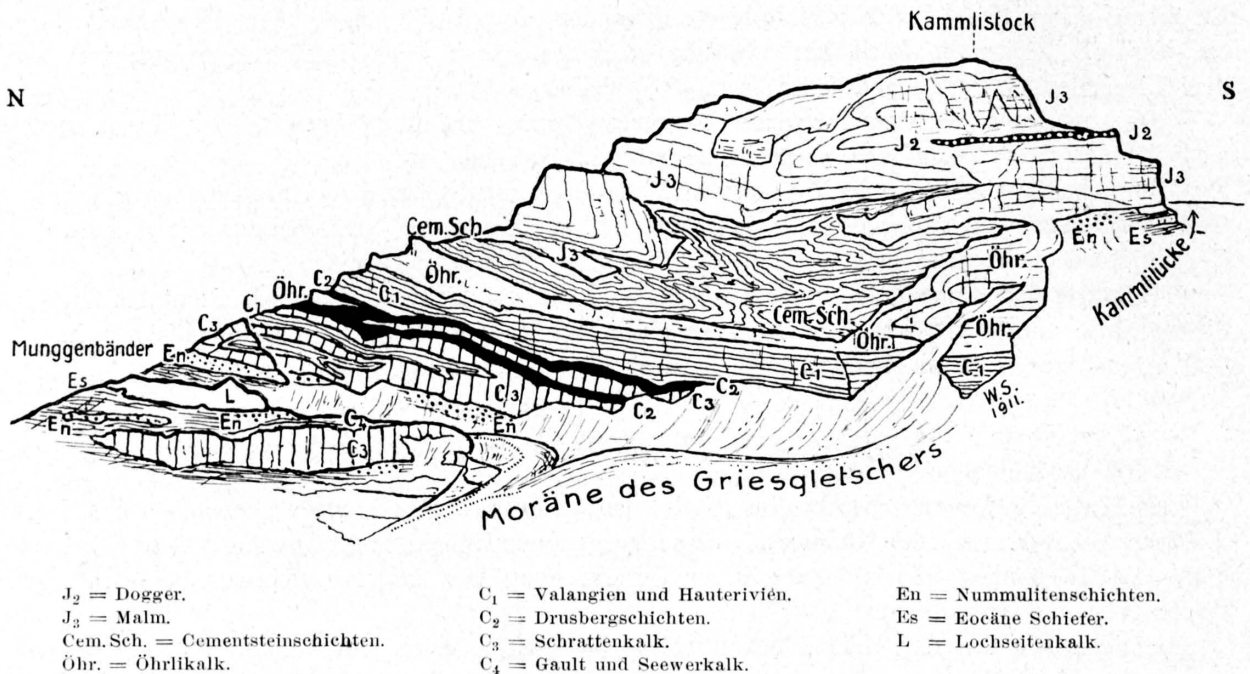 Kammlistock
N
S
J3
J2
J2
J3
J3
Cem.Sch.
J3
En
Es
Kammlilücke
Öhr.
C2
Öhr.
C1
Öhr.
C1
C3
Cem.Sch.
Öhr.
Öhr.
Munggenbänder
En
C1
C1
Es
L
C3
C2
C3
C2
W.S.
1911.
En
En
C4
En
C3
Moräne des Griesgletschers
J₂ = Dogger.
J₃ = Malm.
Cem. Sch. = Cementsteinschichten.
Öhr. = Öhrlikalk.
C₁ = Valangien und Hauterivién.
C₂ = Drusbergschichten.
C₃ = Schrattenkalk.
C₄ = Gault und Seewerkalk.
En = Nummulitenschichten.
Es = Eocäne Schiefer.
L = Lochseitenkalk.